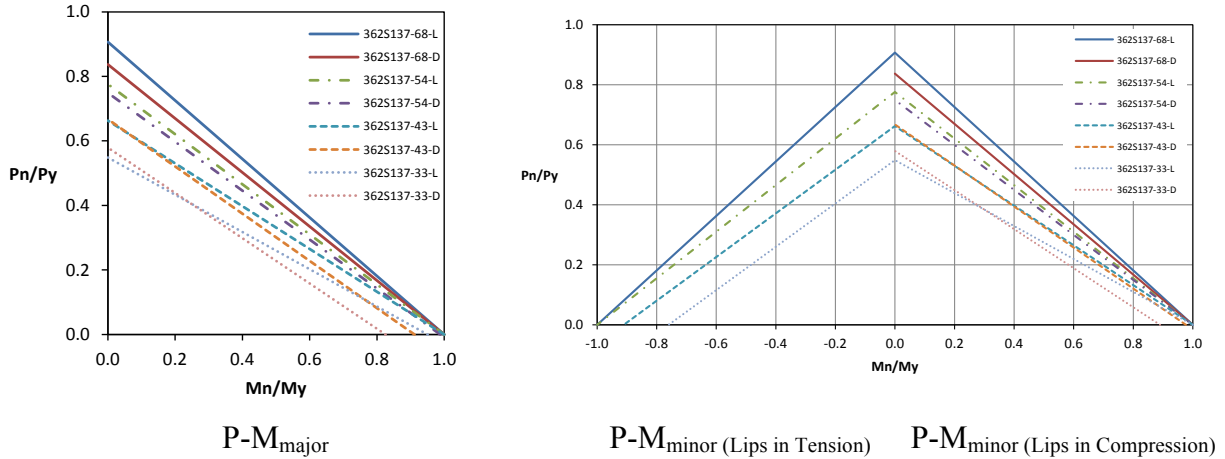 1.0
0.8
0.6
0.4
0.2
0.0
Pn/Py
0.0 0.2 0.4 0.6 0.8 1.0
Mn/My
362S137-68-L
362S137-68-D
362S137-54-L
362S137-54-D
362S137-43-L
362S137-43-D
362S137-33-L
362S137-33-D
P-Mmajor
1.0
0.8
0.6
0.4
0.2
0.0
Pn/Py
-1.0 -0.8 -0.6 -0.4 -0.2 0.0 0.2 0.4 0.6 0.8 1.0
Mn/My
362S137-68-L
362S137-68-D
362S137-54-L
362S137-54-D
362S137-43-L
362S137-43-D
362S137-33-L
362S137-33-D
P-Mminor (Lips in Tension) P-Mminor (Lips in Compression)